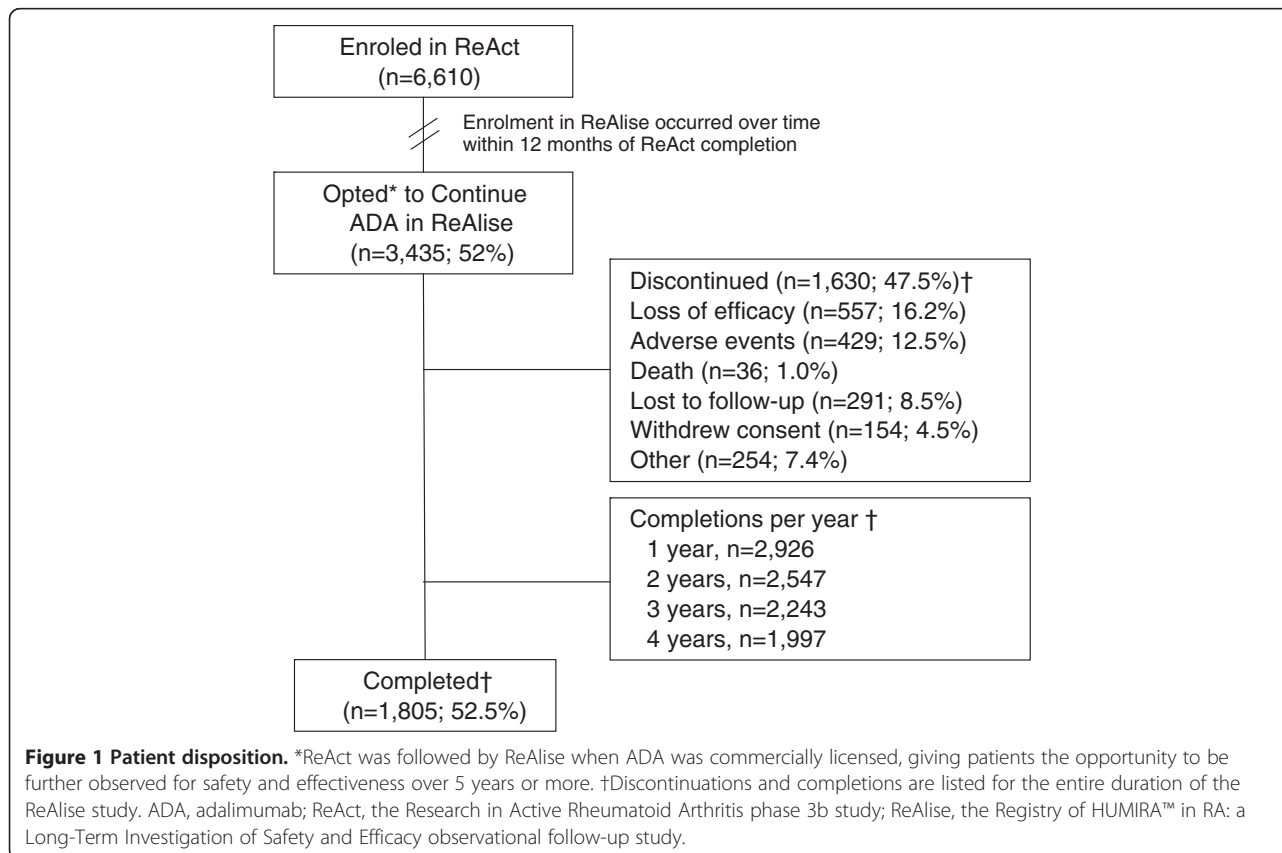 Enroled in ReAct
(n=6,610)
Enrolment in ReAlise occurred over time
within 12 months of ReAct completion
Opted* to Continue
ADA in ReAlise
(n=3,435; 52%)
Discontinued (n=1,630; 47.5%)†
Loss of efficacy (n=557; 16.2%)
Adverse events (n=429; 12.5%)
Death (n=36; 1.0%)
Lost to follow-up (n=291; 8.5%)
Withdrew consent (n=154; 4.5%)
Other (n=254; 7.4%)
Completions per year †
1 year, n=2,926
2 years, n=2,547
3 years, n=2,243
4 years, n=1,997
Completed†
(n=1,805; 52.5%)
Figure 1 Patient disposition. *ReAct was followed by ReAlise when ADA was commercially licensed, giving patients the opportunity to be
further observed for safety and effectiveness over 5 years or more. †Discontinuations and completions are listed for the entire duration of the
ReAlise study. ADA, adalimumab; ReAct, the Research in Active Rheumatoid Arthritis phase 3b study; ReAlise, the Registry of HUMIRA™ in RA: a
Long-Term Investigation of Safety and Efficacy observational follow-up study.